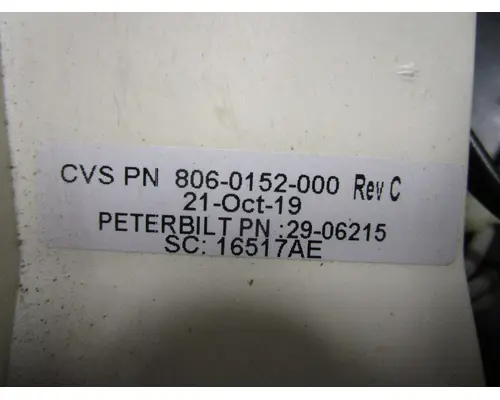 CVS PN 806-0152-000 Rev C
21-Oct-19
PETERBILT PN :29-06215
SC: 16517AE